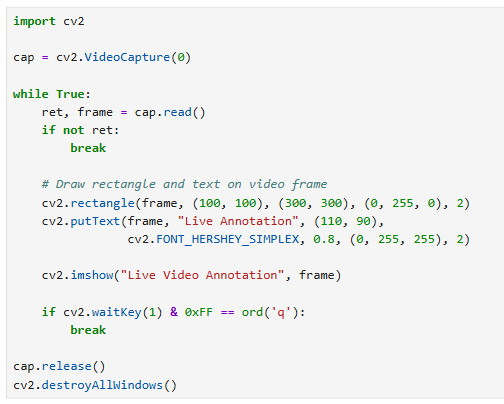 import cv2

cap = cv2.VideoCapture(0)

while True:
    ret, frame = cap.read()
    if not ret:
        break

    # Draw rectangle and text on video frame
    cv2.rectangle(frame, (100, 100), (300, 300), (0, 255, 0), 2)
    cv2.putText(frame, "Live Annotation", (110, 90),
                cv2.FONT_HERSHEY_SIMPLEX, 0.8, (0, 255, 255), 2)

    cv2.imshow("Live Video Annotation", frame)

    if cv2.waitKey(1) & 0xFF == ord('q'):
        break

cap.release()
cv2.destroyAllWindows()